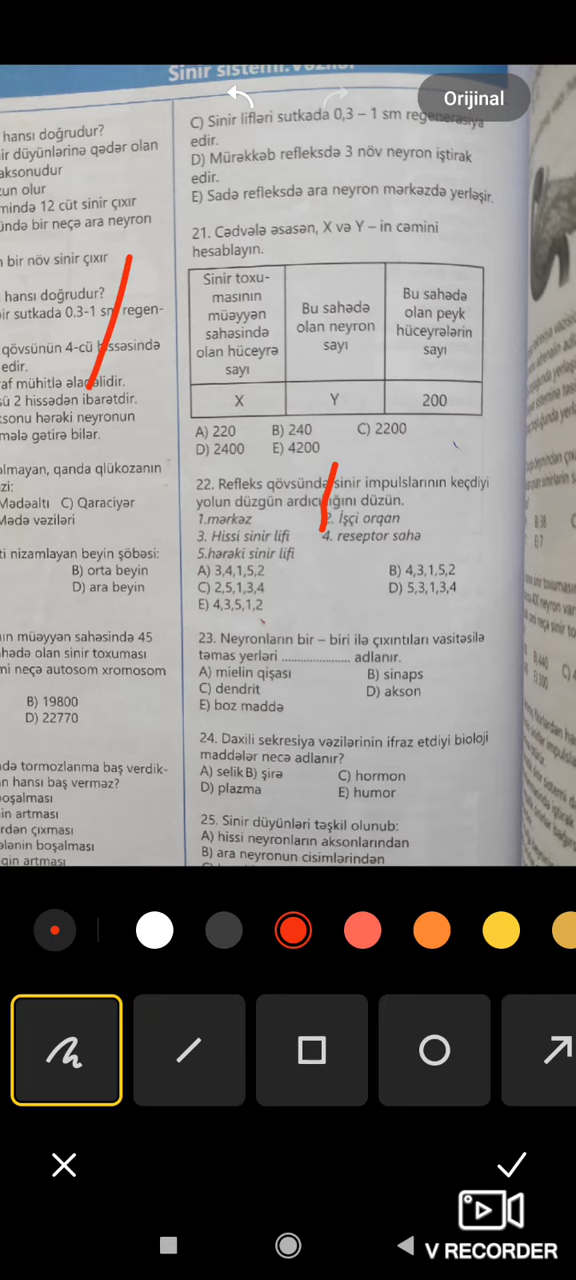 Sinir sistemi.
Orijinal
hansı doğrudur?
ir düyünlərinə qədər olan
aksonudur
zun olur
mində 12 cüt sinir çıxır
ündə bir neçə ara neyron
n bir növ sinir çıxır
hansı doğrudur?
ir sutkada 0.3-1 sm regen-
qövsünün 4-cü hissəsində
edir.
af mühitlə əlaqəlidir.
sü 2 hissədən ibarətdir.
ksonu hərəki neyronun
mələ gətirə bilər.
olmayan, qanda qlükozanın
zi:
Mədəaltı C) Qaraciyər
Mədə vəziləri
ti nizamlayan beyin şöbəsi:
B) orta beyin
D) ara beyin
ın müəyyən sahəsində 45
hədə olan sinir toxuması
mi neçə autosom xromosom
B) 19800
D) 22770
də tormozlanma baş verdik-
n hansı baş verməz?
oşalması
in artması
rdən çıxması
ələnin boşalması
qin artması
C) Sinir lifləri sutkada 0,3 – 1 sm regenerasiya
edir.
D) Mürəkkəb refleksdə 3 növ neyron iştirak
edir.
E) Sadə refleksdə ara neyron mərkəzdə yerləşir.
21. Cədvələ əsasən, X və Y – in cəmini
hesablayın.
Sinir toxu-
masının
müəyyən
sahəsində
olan hüceyrə
sayı
Bu sahədə
olan neyron
sayı
Bu sahədə
olan peyk
hüceyrələrin
sayı
X Y 200
A) 220 B) 240 C) 2200
D) 2400 E) 4200
22. Refleks qövsündə sinir impulslarının keçdiyi
yolun düzgün ardıcıllığını düzün.
1.mərkəz 2. İşçi orqan
3. Hissi sinir lifi 4. reseptor sahə
5.hərəki sinir lifi
A) 3,4,1,5,2 B) 4,3,1,5,2
C) 2,5,1,3,4 D) 5,3,1,3,4
E) 4,3,5,1,2
23. Neyronların bir – biri ilə çıxıntıları vasitəsilə
təmas yerləri .................... adlanır.
A) mielin qişası B) sinaps
C) dendrit D) akson
E) boz maddə
24. Daxili sekresiya vəzilərinin ifraz etdiyi bioloji
maddələr necə adlanır?
A) selik B) şirə C) hormon
D) plazma E) humor
25. Sinir düyünləri təşkil olunub:
A) hissi neyronların aksonlarından
B) ara neyronun cisimlərindən
V RECORDER